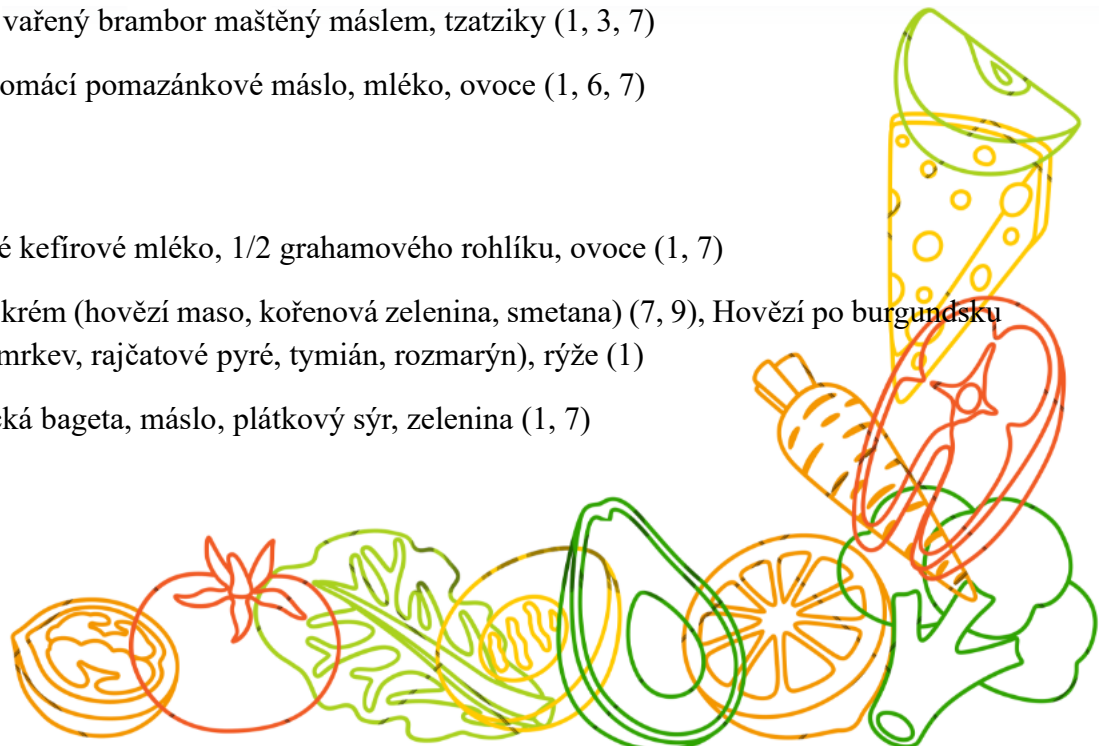 vařený brambor maštěný máslem, tzatziky (1, 3, 7)
omácí pomazánkové máslo, mléko, ovoce (1, 6, 7)
é kefírové mléko, 1/2 grahamového rohlíku, ovoce (1, 7)
krém (hovězí maso, kořenová zelenina, smetana) (7, 9), Hovězí po burgundsku
mrkev, rajčatové pyré, tymián, rozmarýn), rýže (1)
ká bageta, máslo, plátkový sýr, zelenina (1, 7)